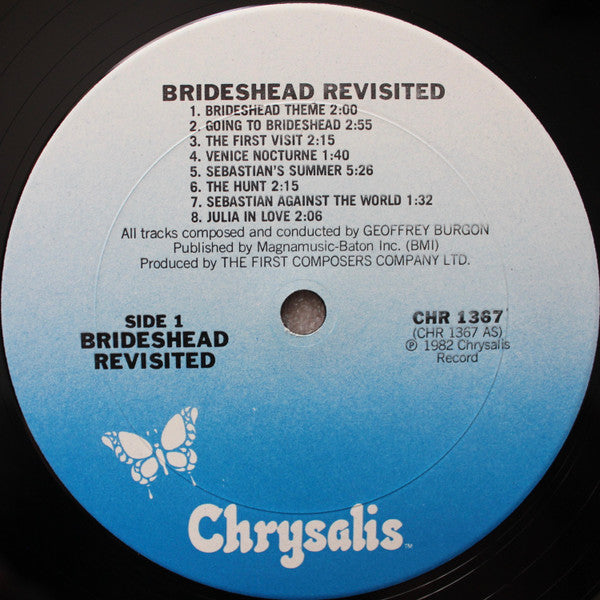 BRIDESHEAD REVISITED
1. BRIDESHEAD THEME 2:00
2. GOING TO BRIDESHEAD 2:55
3. THE FIRST VISIT 2:15
4. VENICE NOCTURNE 1:40
5. SEBASTIAN'S SUMMER 5:26
6. THE HUNT 2:15
7. SEBASTIAN AGAINST THE WORLD 1:32
8. JULIA IN LOVE 2:06
All tracks composed and conducted by GEOFFREY BURGON
Published by Magnamusic-Baton Inc. (BMI)
Produced by THE FIRST COMPOSERS COMPANY LTD.
SIDE 1
BRIDESHEAD
REVISITED
CHR 1367
(CHR 1367 AS)
℗ 1982 Chrysalis
Record
Chrysalis™